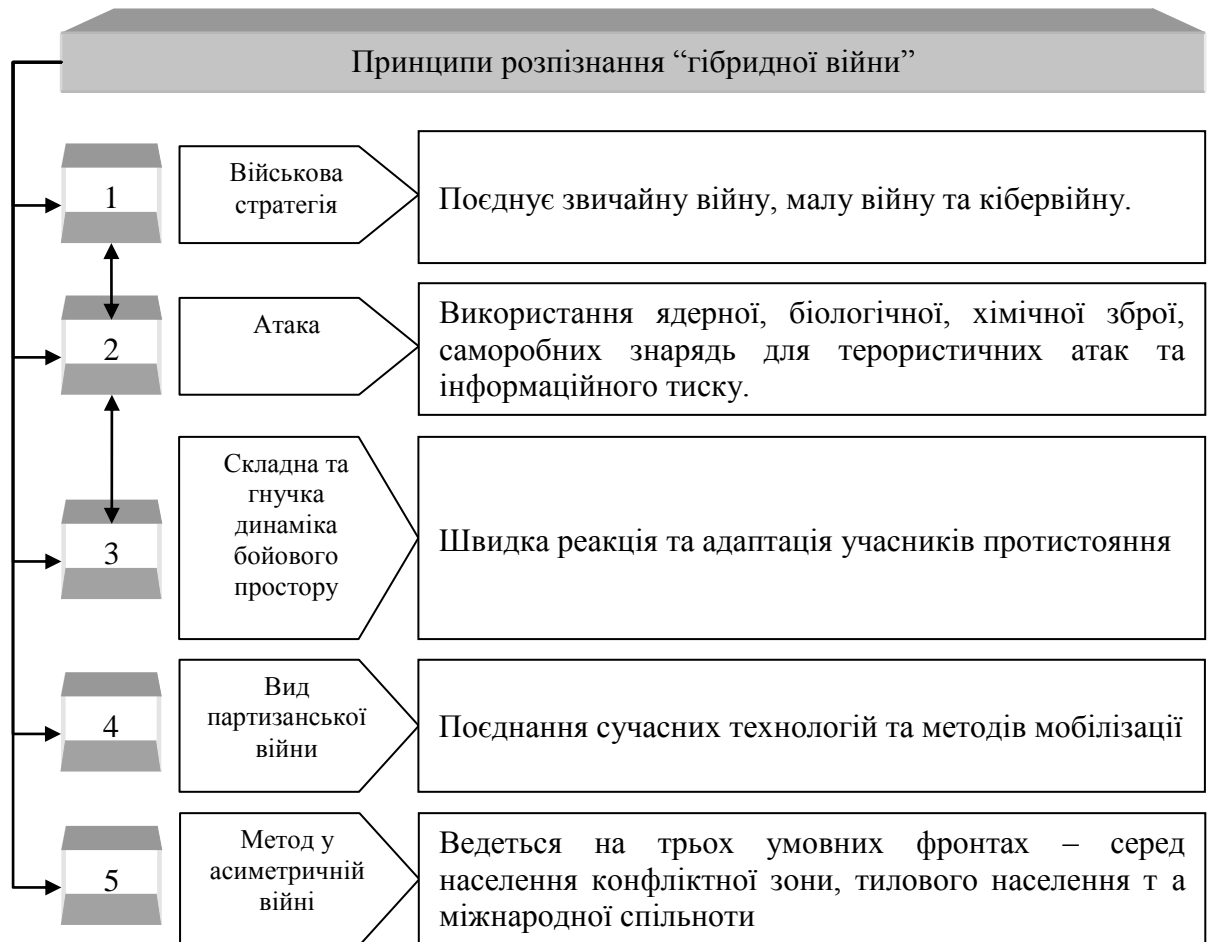 Принципи розпізнання “гібридної війни”
1
Військова
стратегія
Поєднує звичайну війну, малу війну та кібервійну.
2
Атака
Використання ядерної, біологічної, хімічної зброї,
саморобних знарядь для терористичних атак та
інформаційного тиску.
3
Складна та
гнучка
динаміка
бойового
простору
Швидка реакція та адаптація учасників протистояння
4
Вид
партизанської
війни
Поєднання сучасних технологій та методів мобілізації
5
Метод у
асиметричній
війні
Ведеться на трьох умовних фронтах – серед
населення конфліктної зони, тилового населення т а
міжнародної спільноти